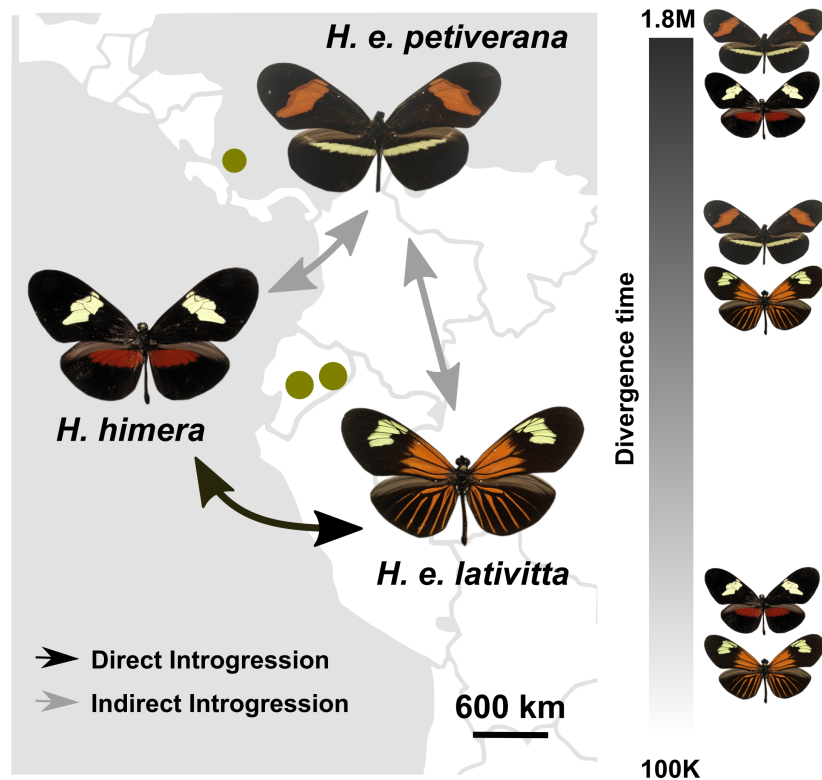 H. e. petiverana
H. himera
H. e. lativitta
Direct Introgression
Indirect Introgression
600 km
1.8M
Divergence time
100K